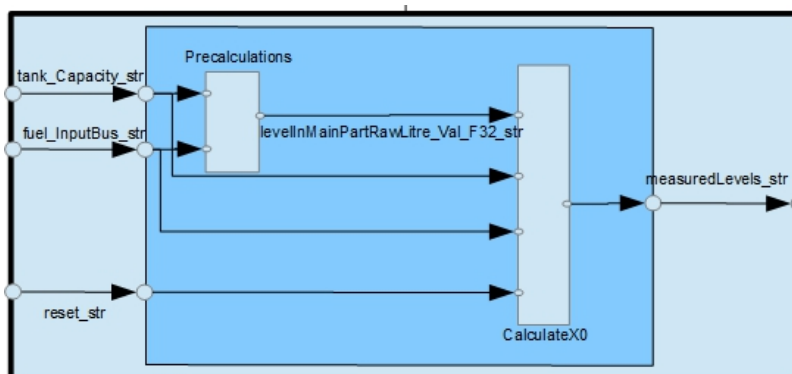 Precalculations
tank_Capacity_str
fuel_InputBus_str
levelInMainPartRawLitre_Val_F32_str
measuredLevels_str
reset_str
CalculateX0